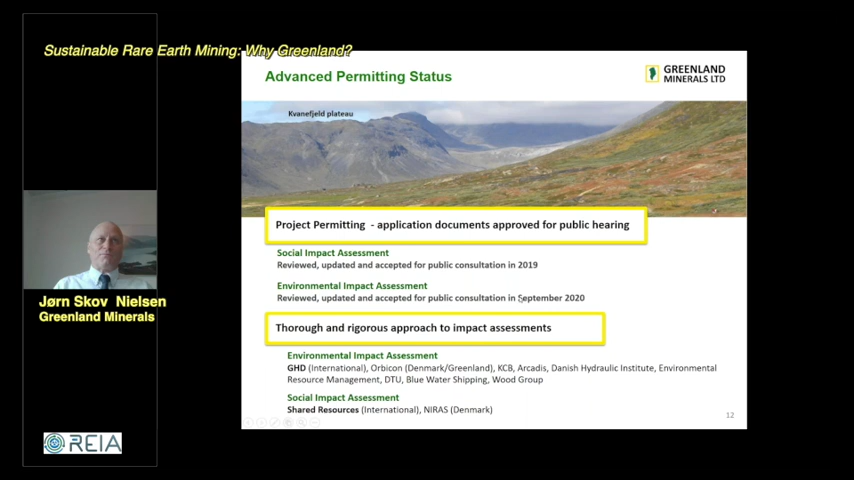 Sustainable Rare Earth Mining: Why Greenland?
Advanced Permitting Status
GREENLAND
MINERALS LTD
Kvanefjeld plateau
Project Permitting - application documents approved for public hearing
Social Impact Assessment
Reviewed, updated and accepted for public consultation in 2019
Environmental Impact Assessment
Reviewed, updated and accepted for public consultation in September 2020
Thorough and rigorous approach to impact assessments
Environmental Impact Assessment
GHD (International), Orbicon (Denmark/Greenland), KCB, Arcadis, Danish Hydraulic Institute, Environmental
Resource Management, DTU, Blue Water Shipping, Wood Group
Social Impact Assessment
Shared Resources (International), NIRAS (Denmark)
12
Jørn Skov Nielsen
Greenland Minerals
REIA